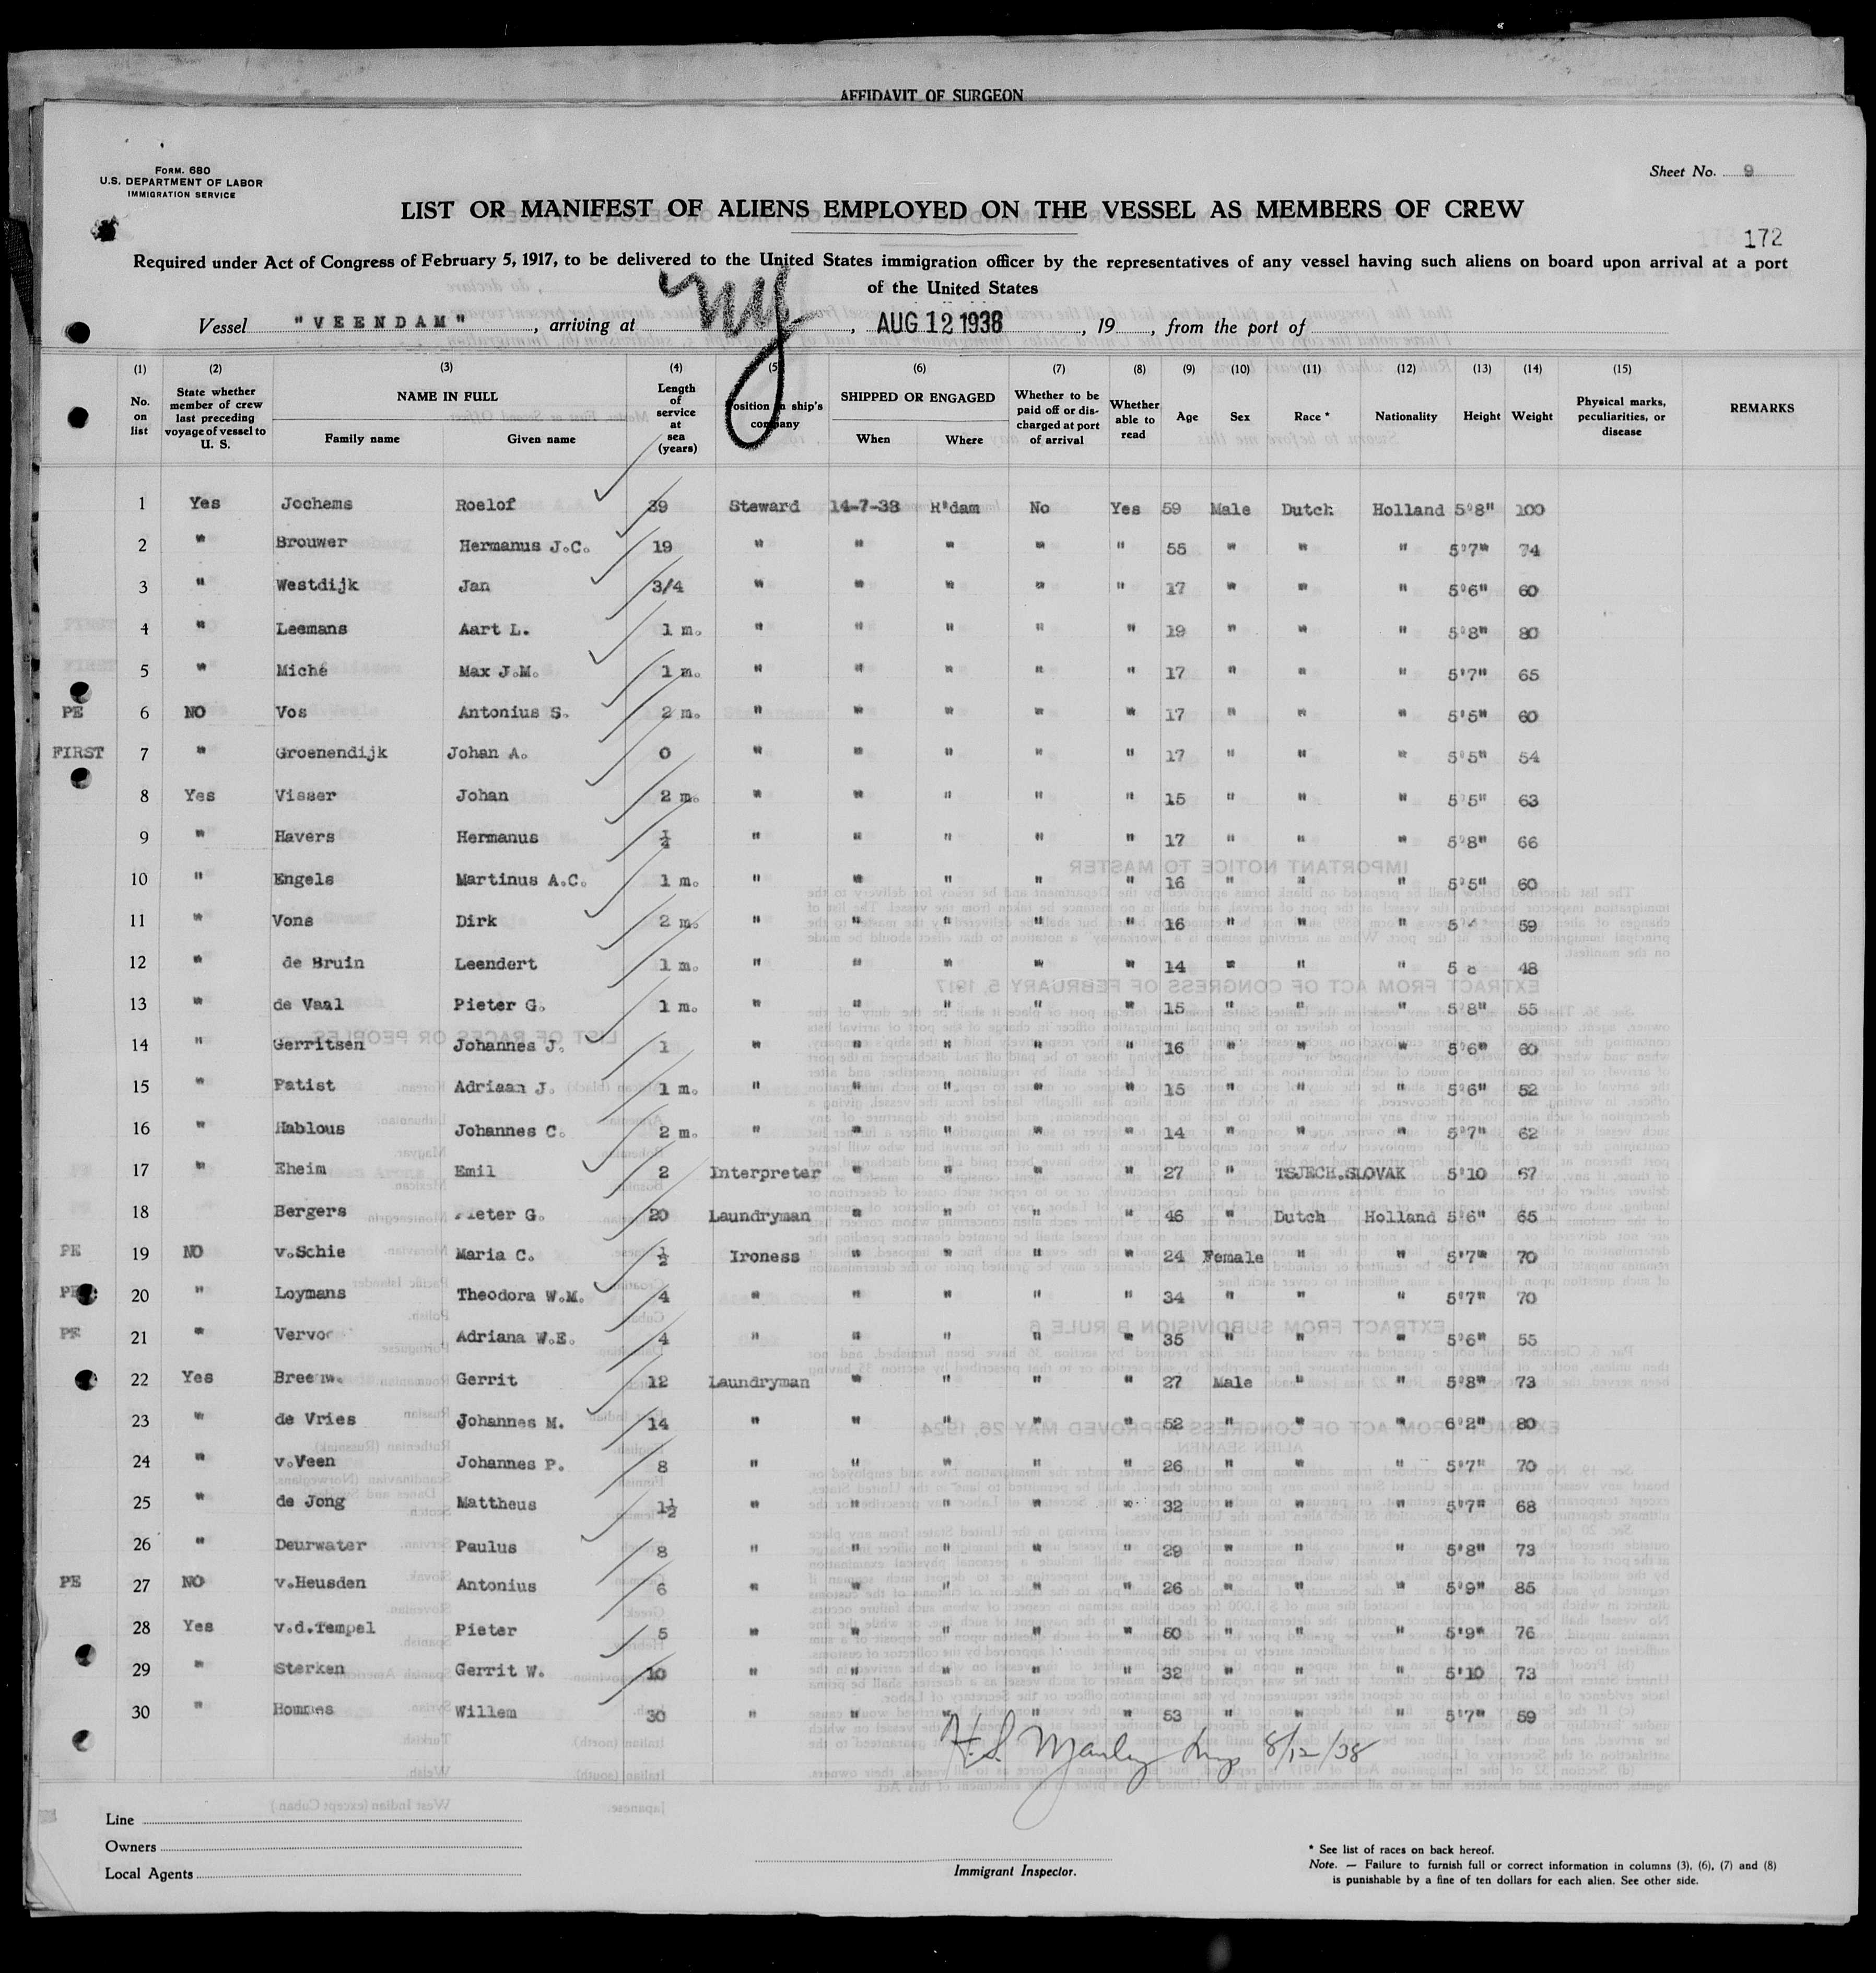 AFFIDAVIT OF SURGEON
FORM. 680
U.S. DEPARTMENT OF LABOR
IMMIGRATION SERVICE
Sheet No. 9
LIST OR MANIFEST OF ALIENS EMPLOYED ON THE VESSEL AS MEMBERS OF CREW
172
Required under Act of Congress of February 5, 1917, to be delivered to the United States immigration officer by the representatives of any vessel having such aliens on board upon arrival at a port
of the United States
Vessel "VEENDAM", arriving at NY, AUG 12 1938, 19, from the port of
(1) No. on list (2) State whether member of crew last preceding voyage of vessel to U. S. (3) NAME IN FULL Family name Given name (4) Length of service at sea (years) (5) Position in ship's company (6) SHIPPED OR ENGAGED When Where (7) Whether to be paid off or discharged at port of arrival (8) Whether able to read (9) Age (10) Sex (11) Race * (12) Nationality (13) Height (14) Weight (15) Physical marks, peculiarities, or disease REMARKS
1 Yes Jochems Roelof 39 Steward 14-7-38 R'dam No Yes 59 Male Dutch Holland 5'8" 100
2 " Brouwer Hermanus J.C. 19 " " " " " 55 " " " 5'7" 74
3 " Westdijk Jan 3/4 " " " " " 17 " " " 5'6" 60
4 " Leemans Aart L. 1 m. " " " " " 19 " " " 5'8" 80
5 " Miché Max J.M. 1 m. " " " " " 17 " " " 5'7" 65
PE 6 NO Vos Antonius S. 2 m. " " " " " 17 " " " 5'5" 60
FIRST 7 " Groenendijk Johan A. 0 " " " " " 17 " " " 5'5" 54
8 Yes Visser Johan 2 m. " " " " " 15 " " " 5'5" 63
9 " Havers Hermanus 1/4 " " " " " 17 " " " 5'8" 66
10 " Engels Martinus A.C. 1 m. " " " " " 16 " " " 5'5" 60
11 " Vons Dirk 2 m. " " " " " 16 " " " 5 59
12 " de Bruin Leendert 1 m. " " " " " 14 " " " 5 48
13 " de Vaal Pieter G. 1 m. " " " " " 15 " " " 5'8" 55
14 " Gerritsen Johannes J. 1 " " " " " 16 " " " 5'6" 60
15 " Patist Adriaan J. 1 m. " " " " " 15 " " " 5'6" 52
16 " Hablous Johannes C. 2 m. " " " " " 14 " " " 5'7" 62
17 " Eheim Emil 2 Interpreter " " " " 27 " TSJECH.SLOVAK 5'10 67
18 Bergers Pieter G. 20 Laundryman " " " " 46 " Dutch Holland 5'6" 65
PE 19 NO v.Schie Maria C. 1/2 Ironess " " " " 24 Female " " 5'7" 70
PE 20 " Loymans Theodora W.M. 4 " " " " " 34 " " " 5'7" 70
PE 21 " Adriana W.E. 4 " " " " " 35 " " " 5'6" 55
22 Yes Gerrit 12 Laundryman " " " " 27 Male " " 5'8" 73
23 " de Vries Johannes M. 14 " " " " " 52 " " " 6'2" 80
24 " v.Veen Johannes P. 8 " " " " " 26 " " " 5'7" 70
25 " de Jong Mattheus 1½ " " " " " 32 " " " 5'7" 68
26 " Deurwater Paulus 8 " " " " " 29 " " " 5'8" 73
PE 27 NO v.Heusden Antonius 6 " " " " " 26 " " " 5'9" 85
28 Yes v.d.Tempel Pieter 5 " " " " " 50 " " " 5'9" 76
29 " Sterken Gerrit W. 10 " " " " " 32 " " " 5'10 73
30 " Hommes Willem 30 " " " " " 53 " " " 5'7" 59
H.S. Manley Insp 8/12/38
Line
Owners
Local Agents
Immigrant Inspector.
* See list of races on back hereof.
Note. — Failure to furnish full or correct information in columns (3), (6), (7) and (8)
is punishable by a fine of ten dollars for each alien. See other side.